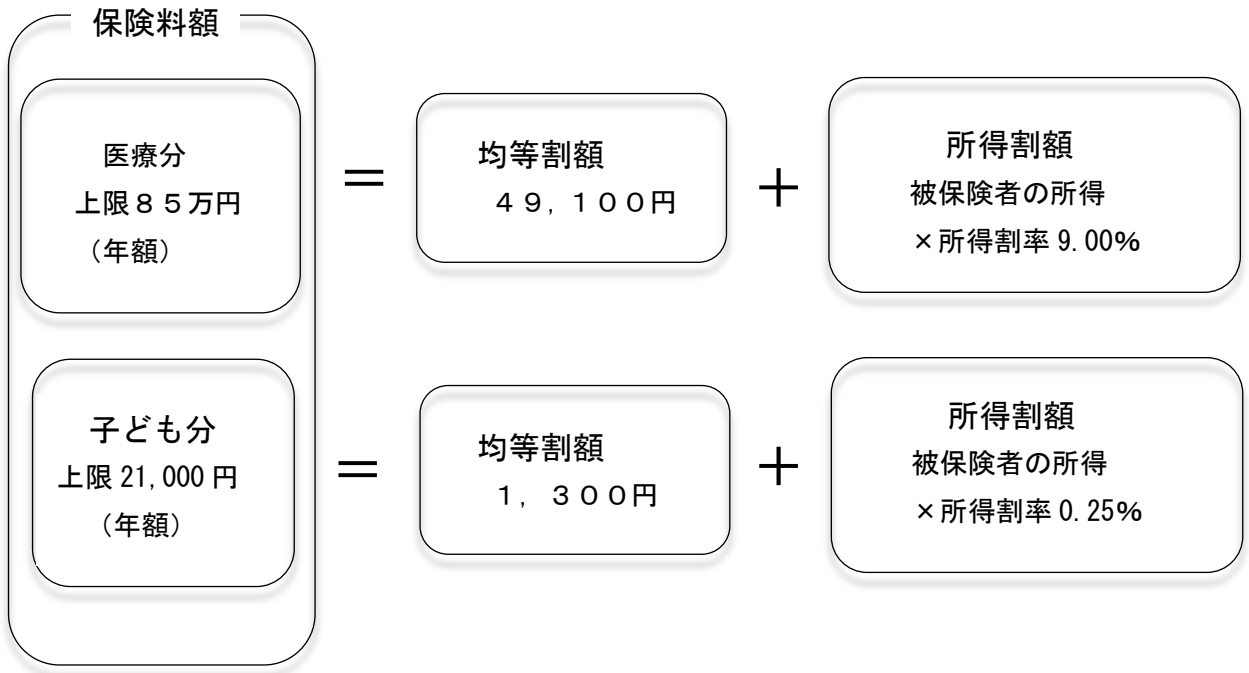 保険料額
医療分
上限85万円
(年額)
=
均等割額
49,100円
+
所得割額
被保険者の所得
×所得割率 9.00%
子ども分
上限 21,000 円
(年額)
=
均等割額
1,300円
+
所得割額
被保険者の所得
×所得割率 0.25%